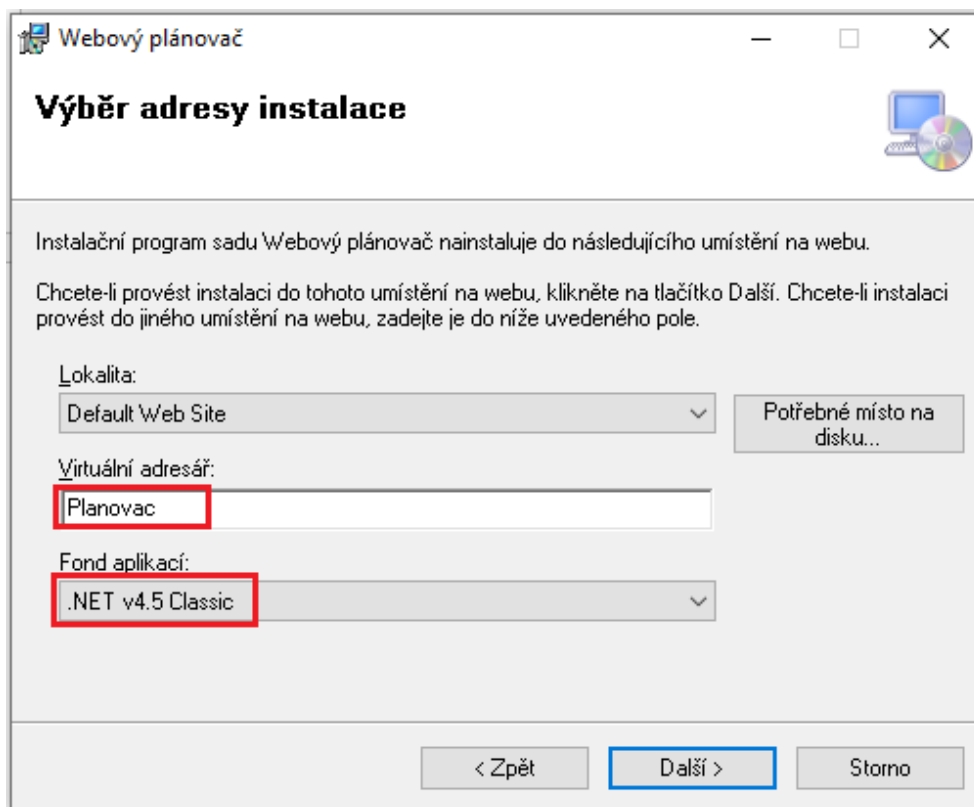 Webový plánovač
Výběr adresy instalace
Instalační program sadu Webový plánovač nainstaluje do následujícího umístění na webu.
Chcete-li provést instalaci do tohoto umístění na webu, klikněte na tlačítko Další. Chcete-li instalaci
provést do jiného umístění na webu, zadejte je do níže uvedeného pole.
Lokalita:
Default Web Site
Potřebné místo na
disku...
Virtuální adresář:
Planovac
Fond aplikací:
.NET v4.5 Classic
< Zpět
Další >
Storno